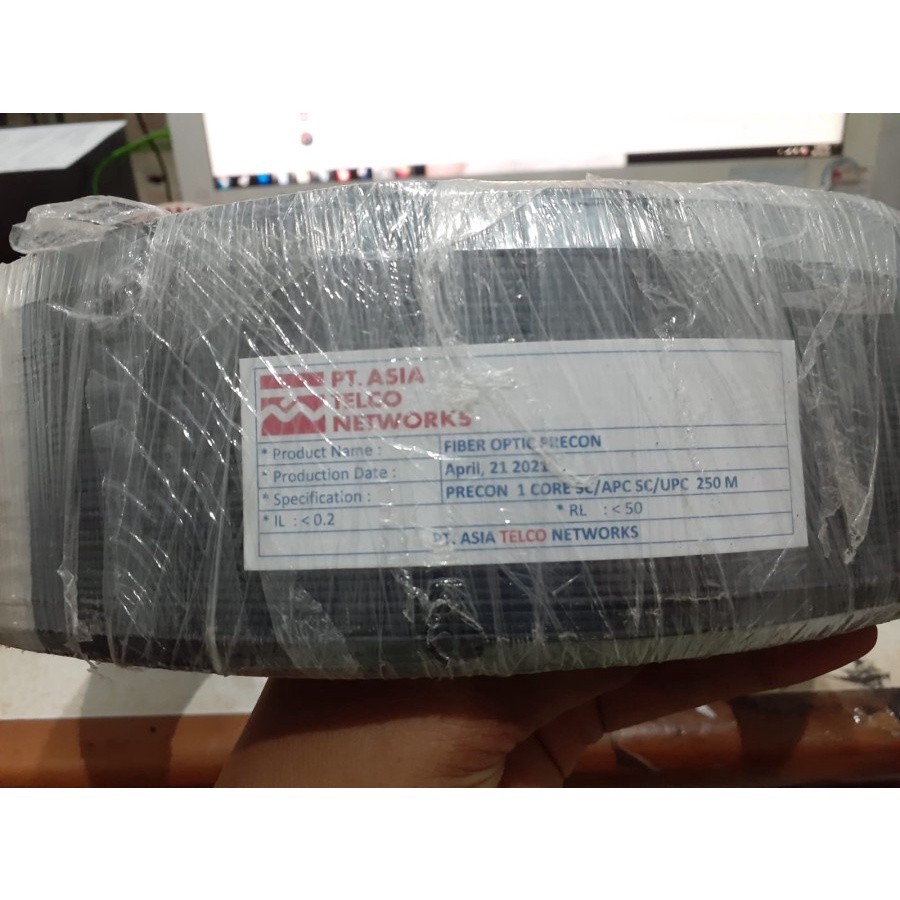 PT. ASIA
TELCO
NETWORKS
* Product Name : FIBER OPTIC PRECON
* Production Date : April, 21 2021
* Specification : PRECON 1 CORE SC/APC SC/UPC 250 M
* IL : < 0.2 * RL : < 50
PT. ASIA TELCO NETWORKS